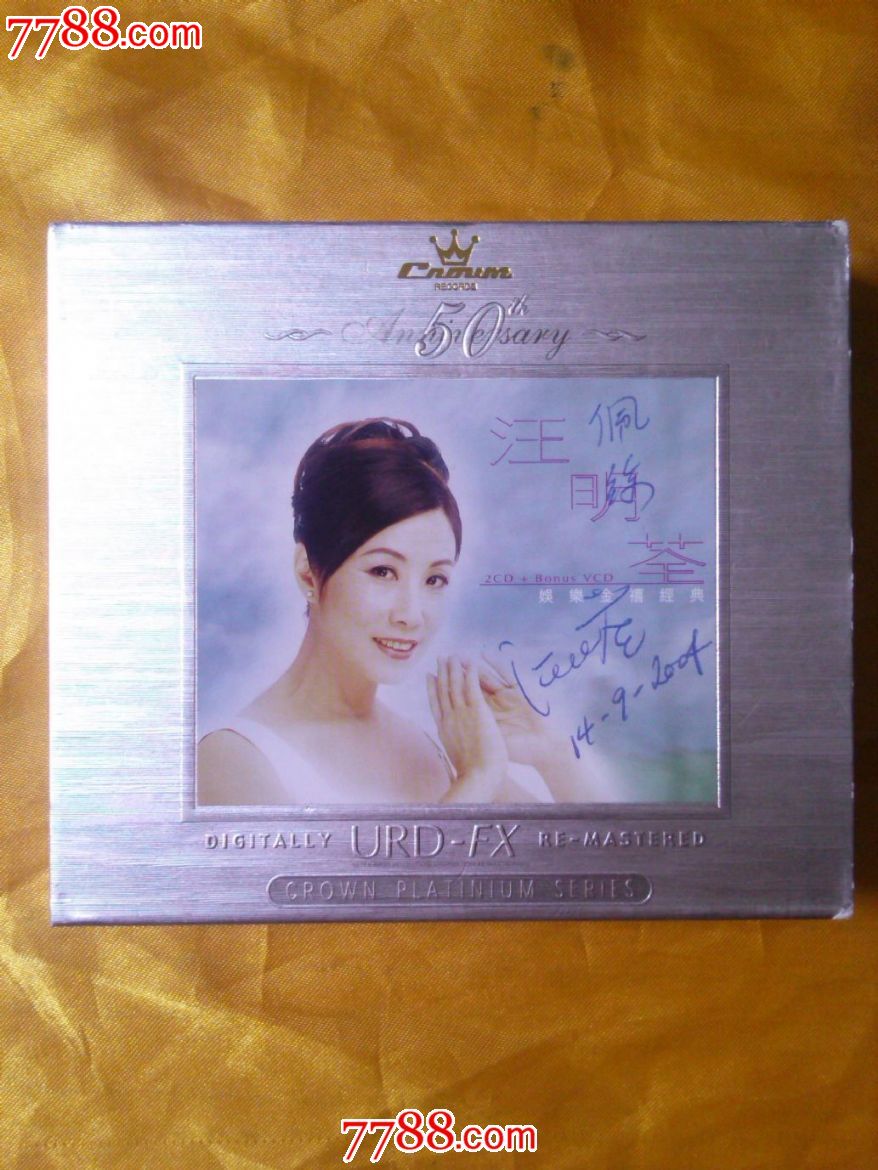 7788.com
Crown
RECORDS
50th
Anniversary
汪明荃
佩錦
2CD + Bonus VCD
娛樂金禧經典
14-9-2004
DIGITALLY URD-FX RE-MASTERED
CROWN PLATINIUM SERIES
7788.com